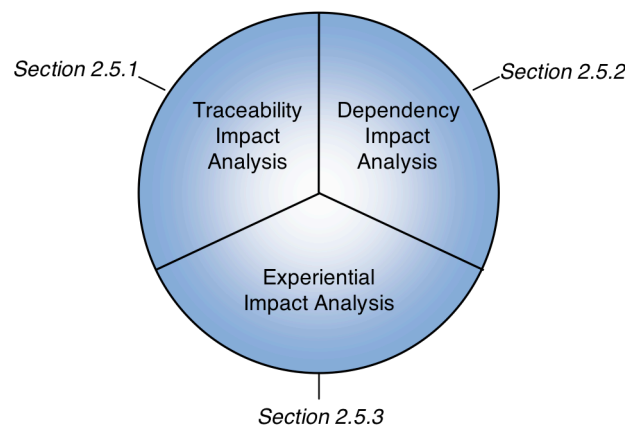 Section 2.5.1
Section 2.5.2
Traceability
Impact
Analysis
Dependency
Impact
Analysis
Experiential
Impact Analysis
Section 2.5.3